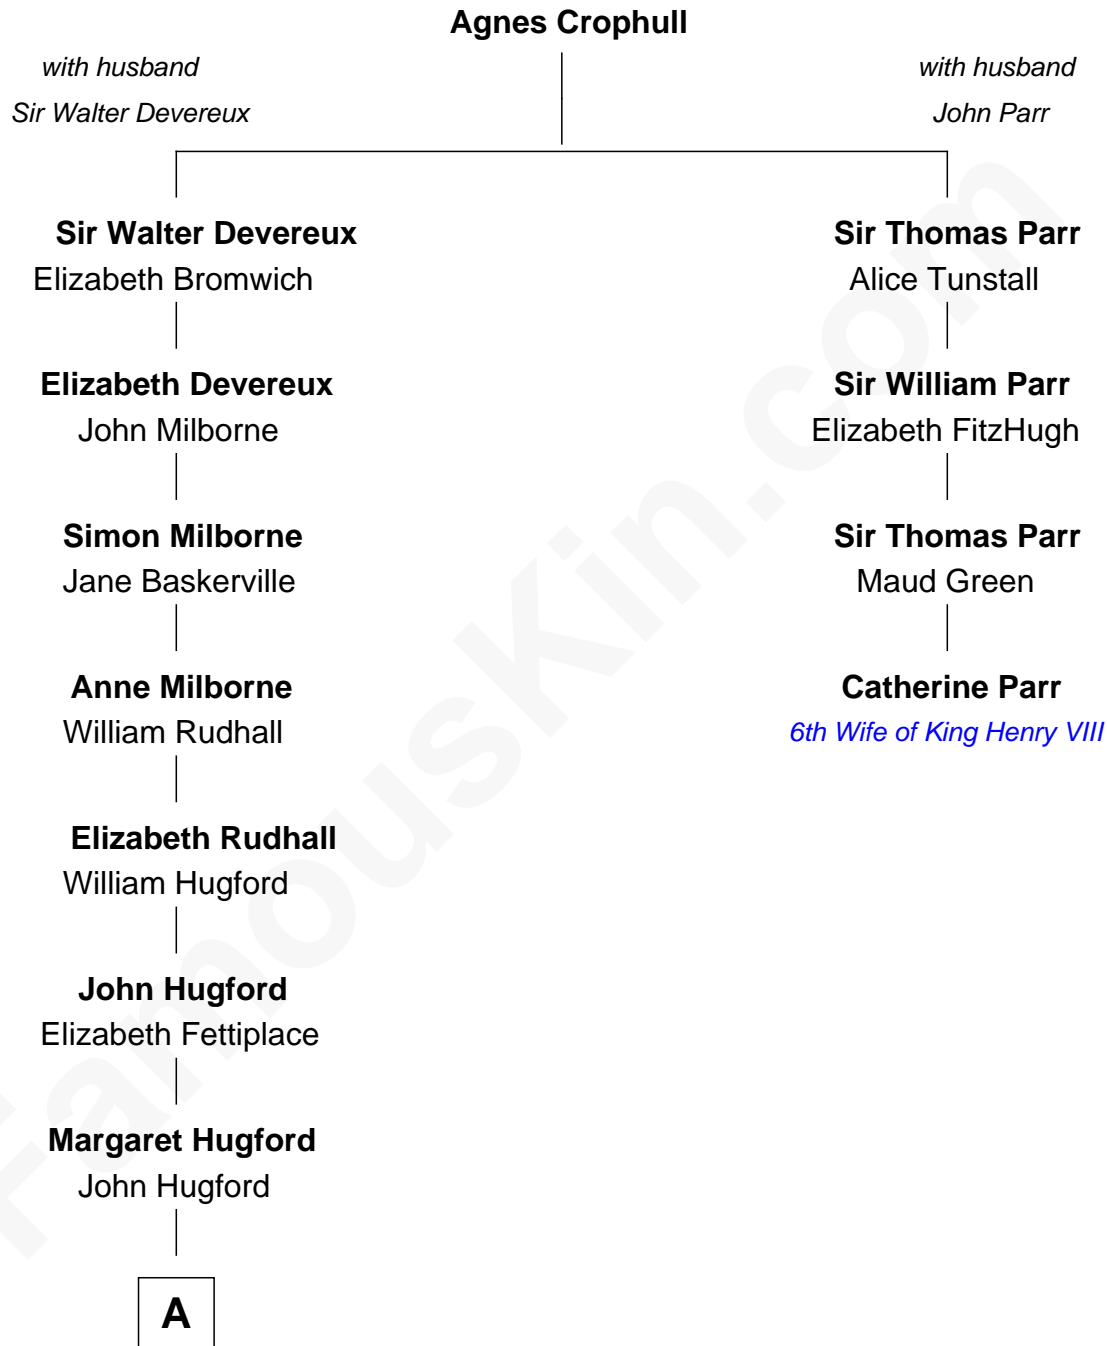 Agnes Crophull
with husband
Sir Walter Devereux
with husband
John Parr
Sir Walter Devereux
Elizabeth Bromwich
Sir Thomas Parr
Alice Tunstall
Elizabeth Devereux
John Milborne
Sir William Parr
Elizabeth FitzHugh
Simon Milborne
Jane Baskerville
Sir Thomas Parr
Maud Green
Anne Milborne
William Rudhall
Catherine Parr
6th Wife of King Henry VIII
Elizabeth Rudhall
William Hugford
John Hugford
Elizabeth Fettiplace
Margaret Hugford
John Hugford
A
FamousKin.com